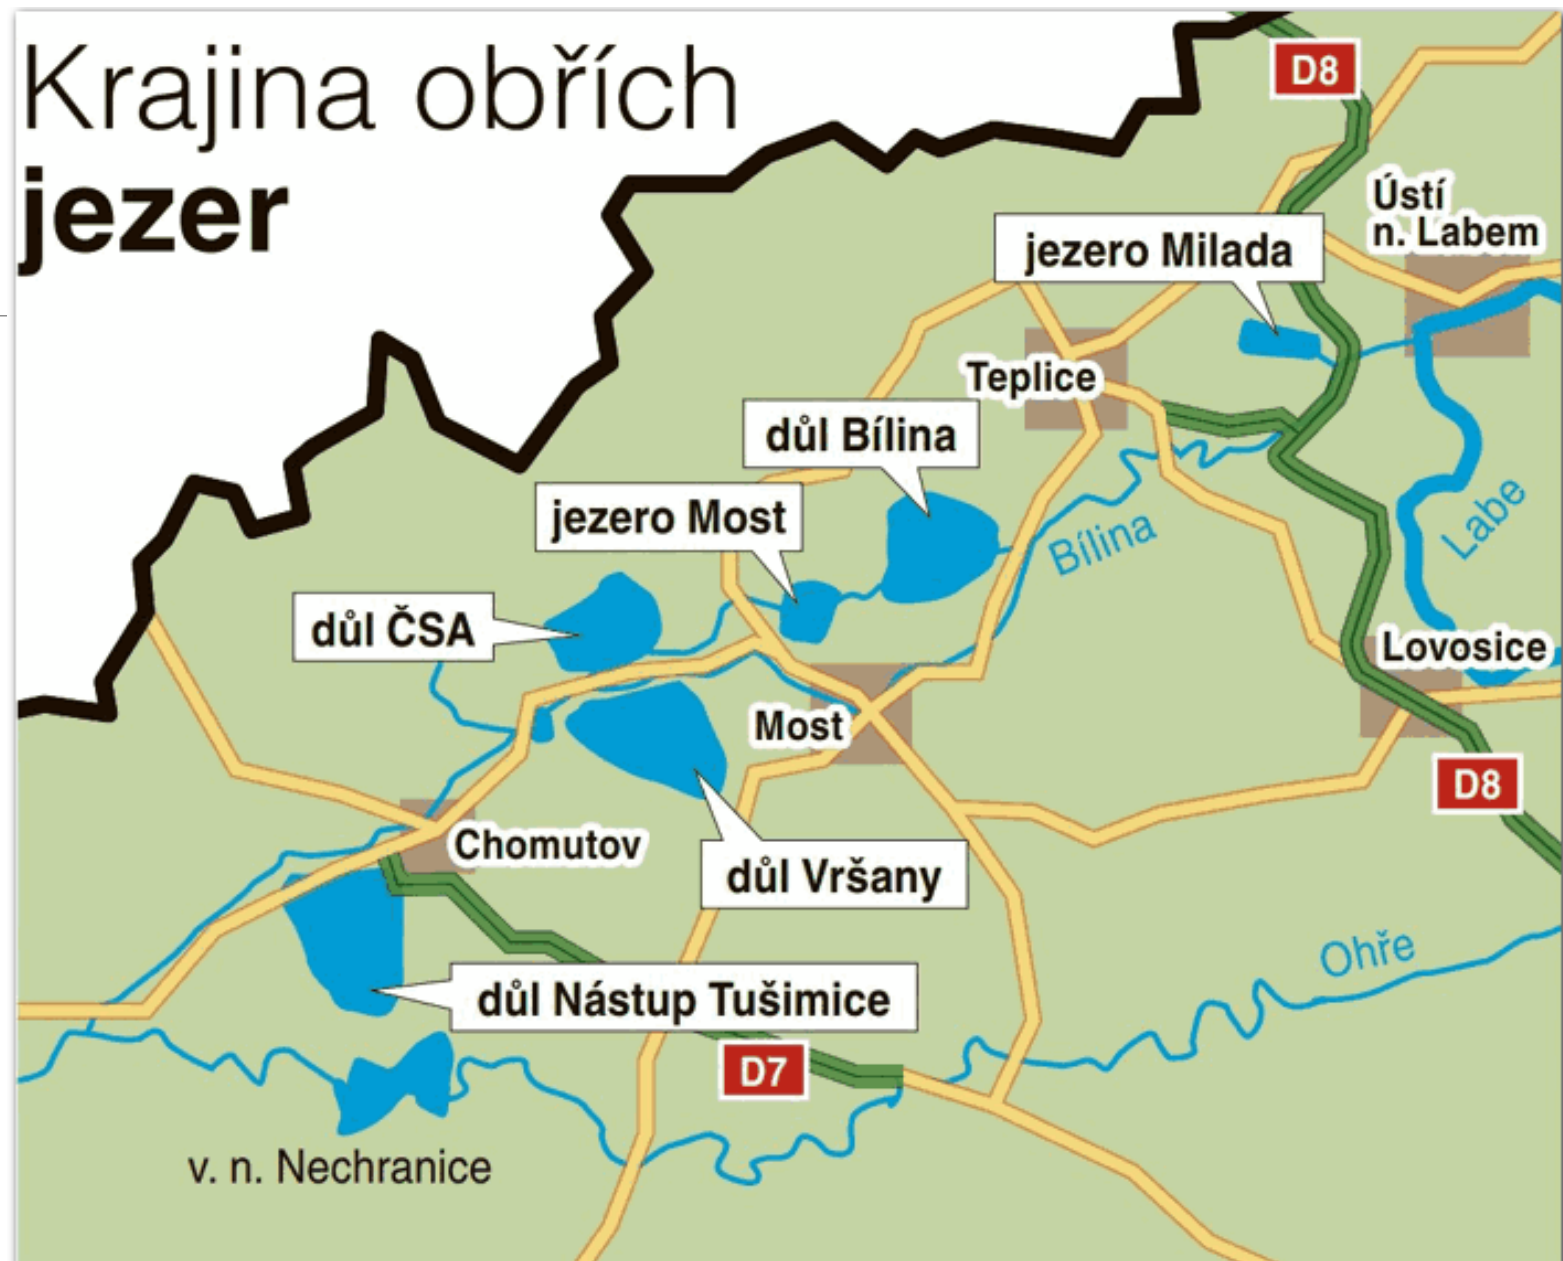 Krajina obřích
jezer
D8
Ústí
n. Labem
jezero Milada
Teplice
důl Bílina
jezero Most
Bílina
Labe
důl ČSA
Lovosice
Most
D8
Chomutov
důl Vršany
Ohře
důl Nástup Tušimice
D7
v. n. Nechranice